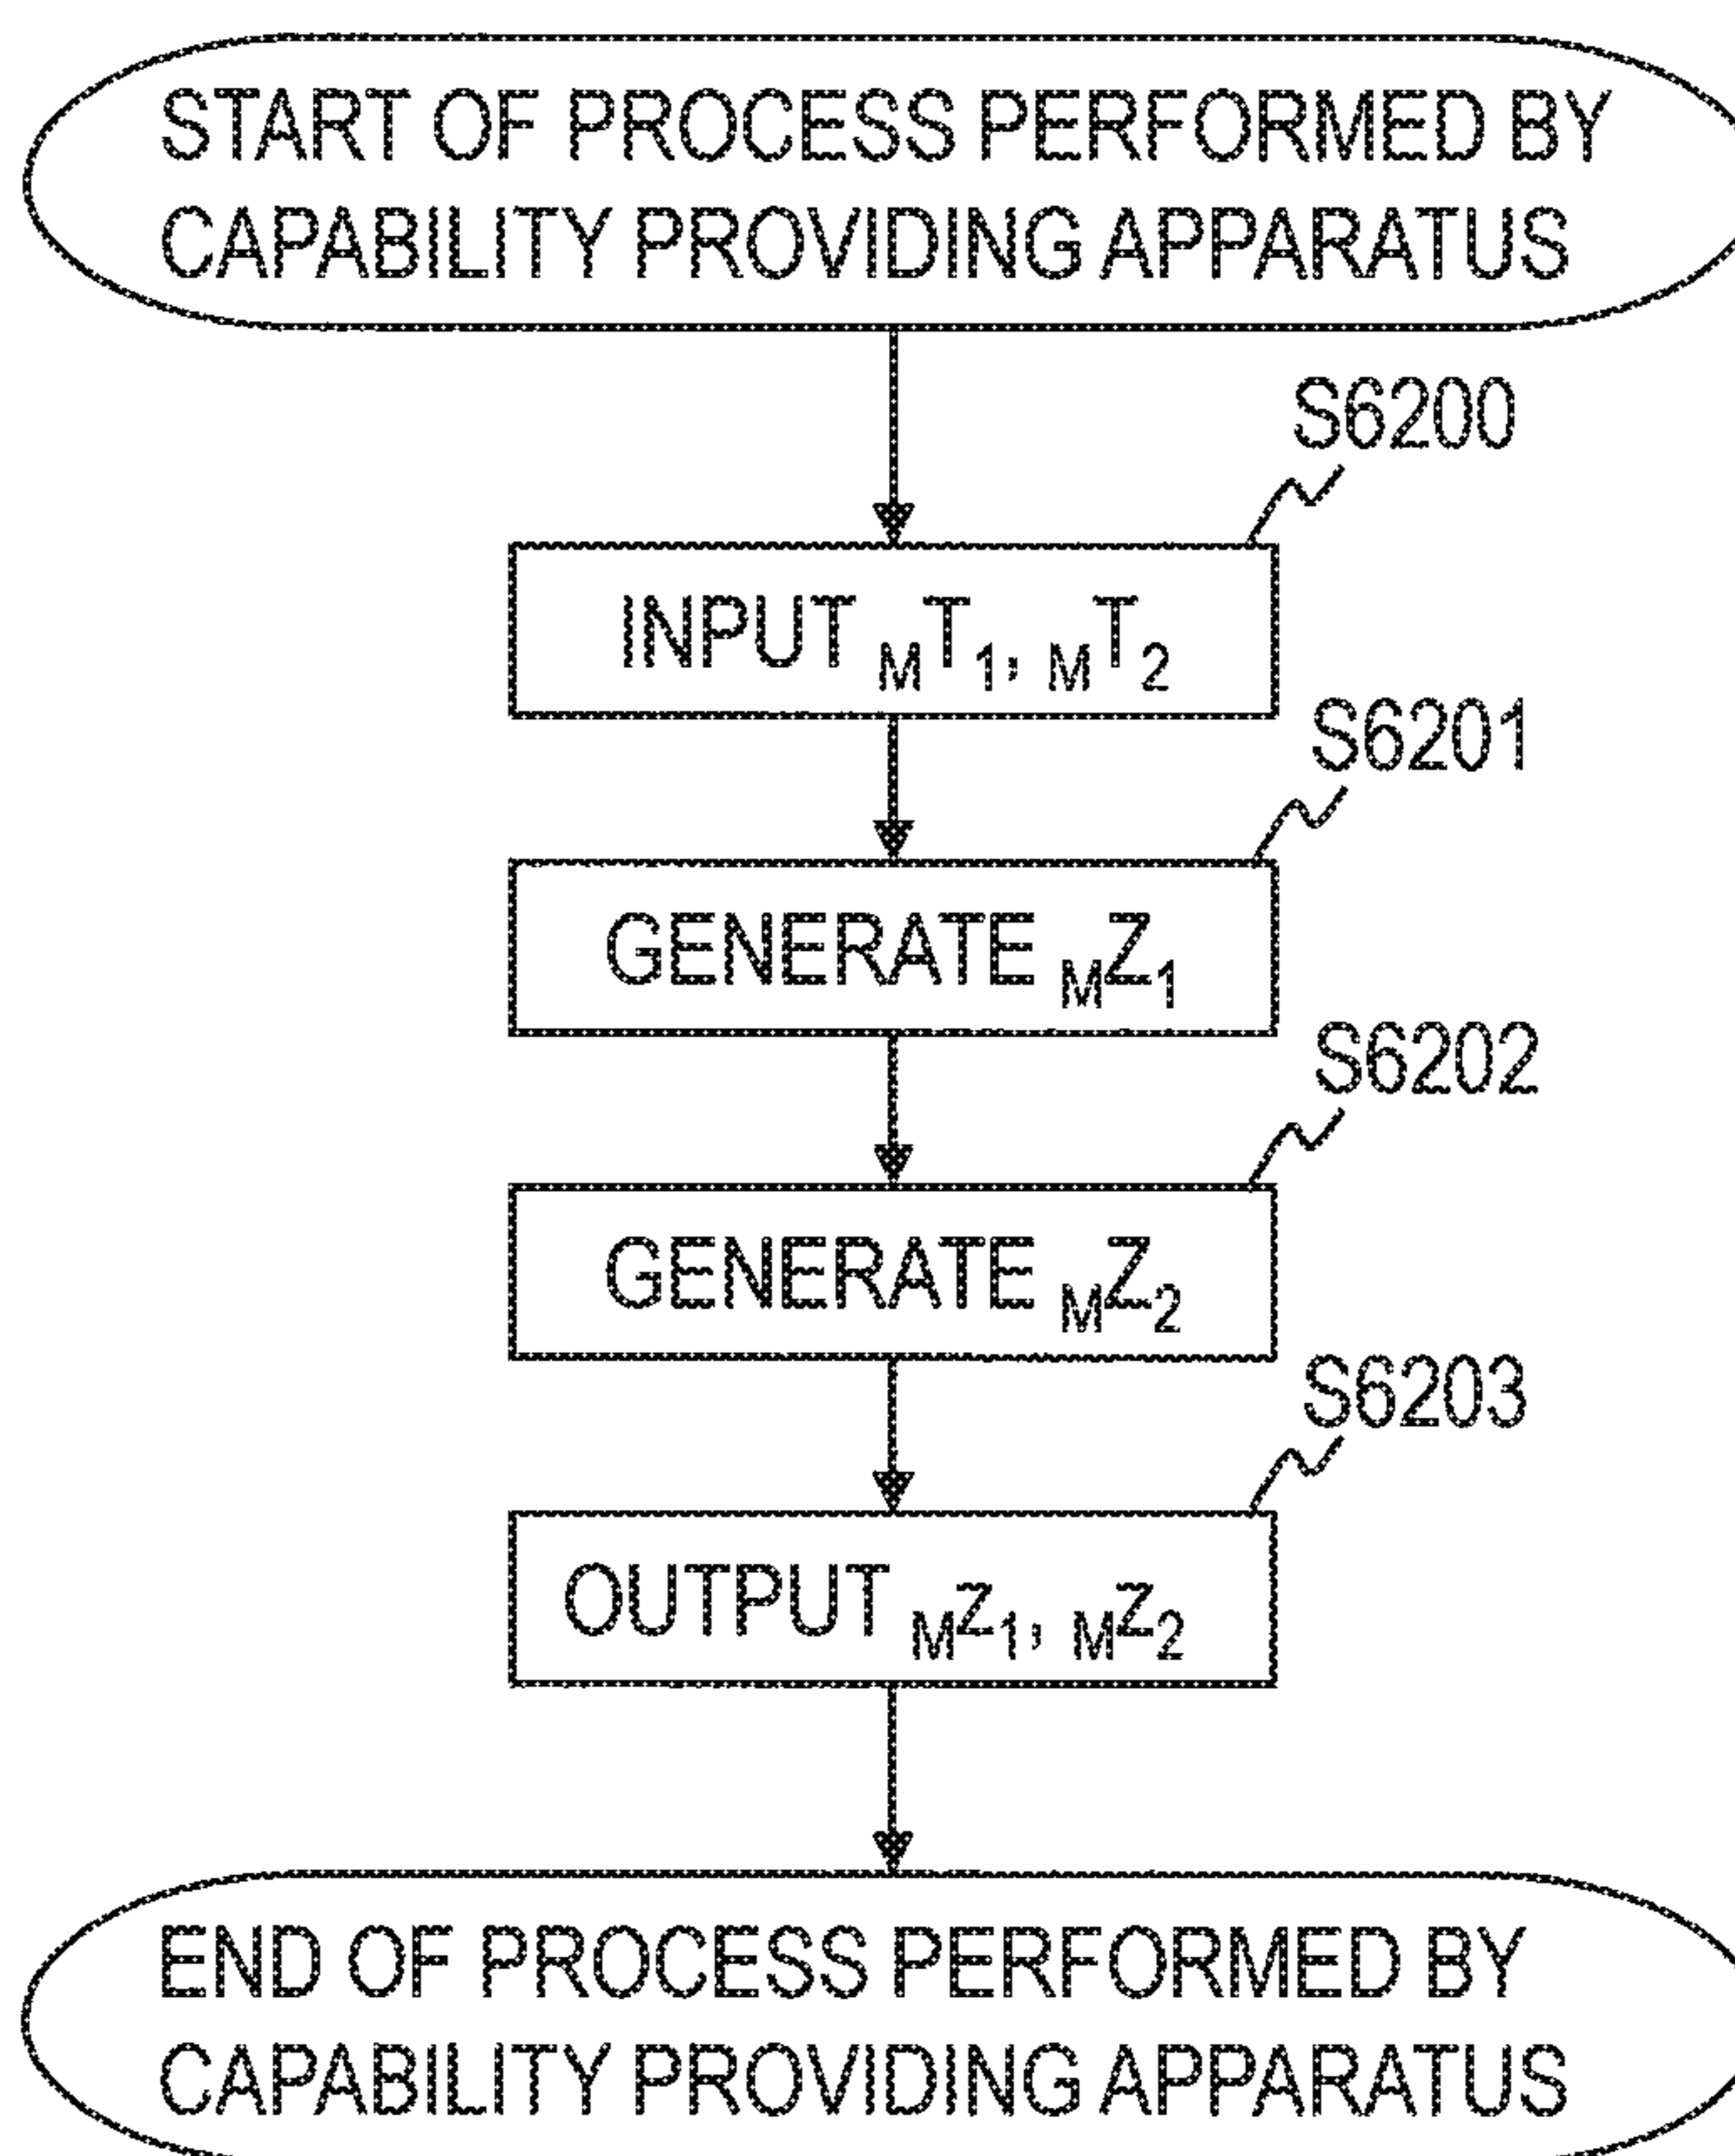 START OF PROCESS PERFORMED BY
CAPABILITY PROVIDING APPARATUS
S6200
INPUT MT1, MT2
S6201
GENERATE MZ1
S6202
GENERATE MZ2
S6203
OUTPUT MZ1, MZ2
END OF PROCESS PERFORMED BY
CAPABILITY PROVIDING APPARATUS